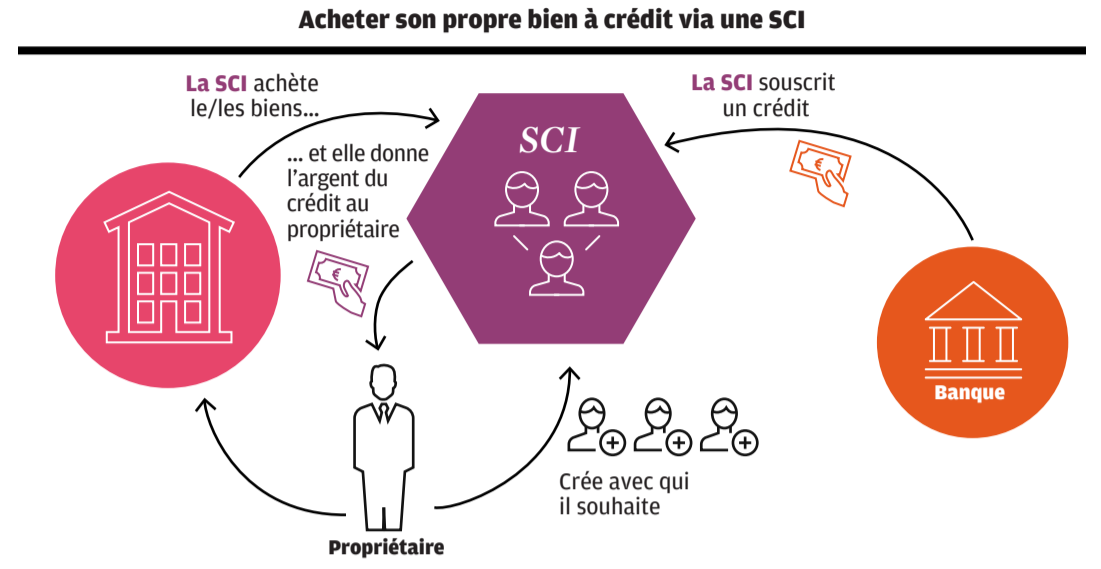 Acheter son propre bien à crédit via une SCI
La SCI achète
le/les biens...
... et elle donne
l'argent du
crédit au
propriétaire
€
SCI
La SCI souscrit
un crédit
€
Banque
Crée avec qui
il souhaite
Propriétaire